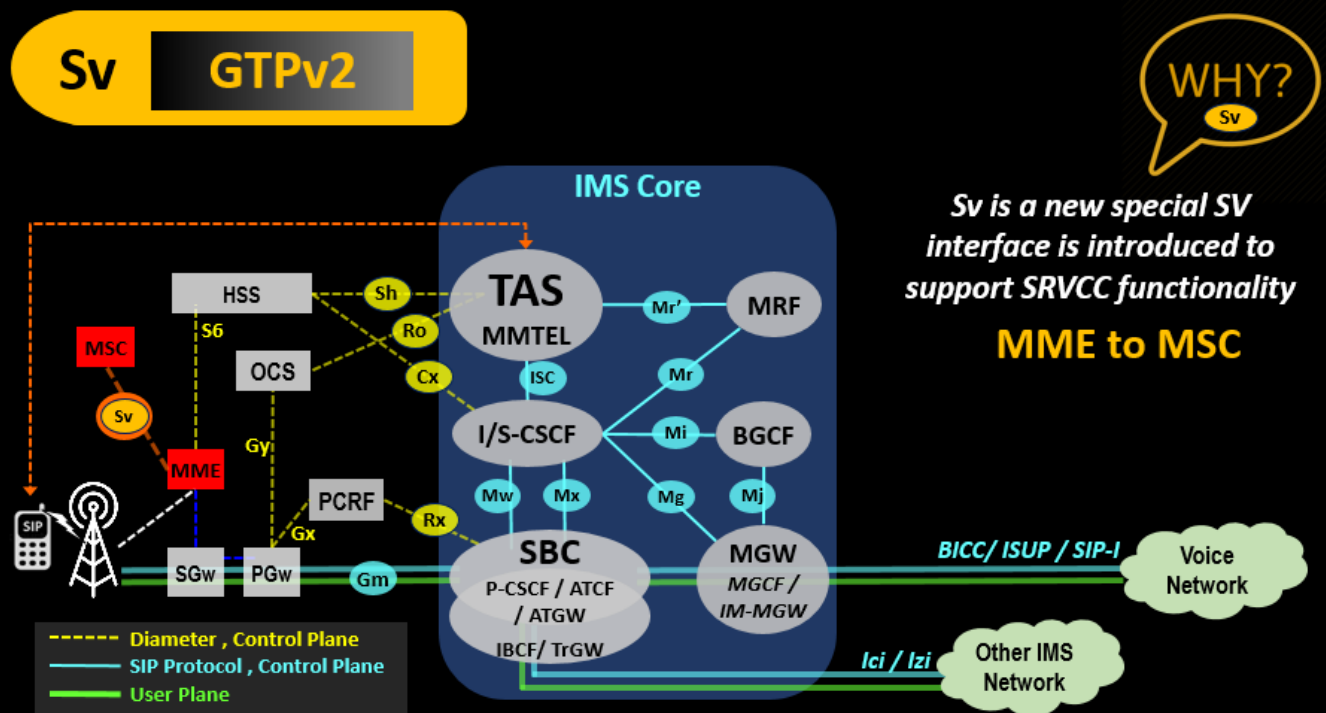 Sv GTPv2
WHY?
Sv
Sv is a new special SV
interface is introduced to
support SRVCC functionality
MME to MSC
IMS Core
HSS
Sh
TAS
MMTEL
Mr'
MRF
S6
Ro
MSC
OCS
Cx
ISC
Mr
Sv
I/S-CSCF
Mi
BGCF
Gy
MME
PCRF
Mw
Mx
Mg
Mj
Rx
SIP
Gx
SBC
MGW
SGw
PGw
Gm
P-CSCF / ATCF
/ ATGW
IBCF/ TrGW
MGCF /
IM-MGW
BICC/ ISUP / SIP-I
Voice
Network
Ici / Izi
Other IMS
Network
Diameter , Control Plane
SIP Protocol , Control Plane
User Plane